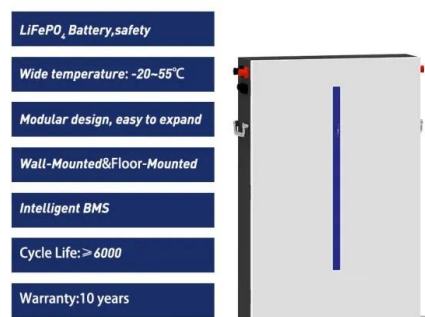 LiFePO₄ Battery,safety
Wide temperature: -20~55℃
Modular design, easy to expand
Wall-Mounted&Floor-Mounted
Intelligent BMS
Cycle Life:≥6000
Warranty:10 years